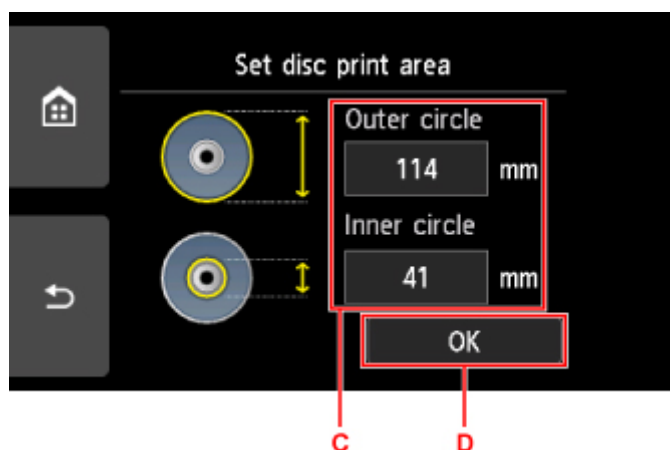 Set disc print area
Outer circle
114 mm
Inner circle
41 mm
OK
C D